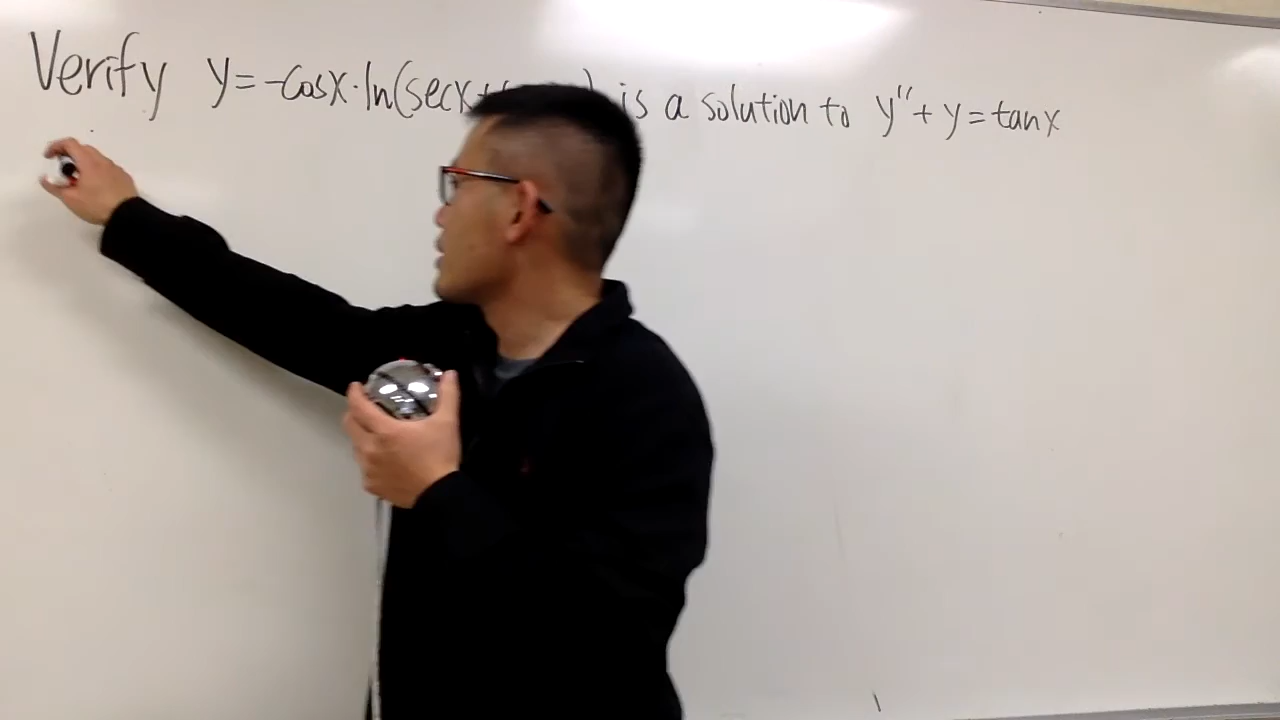 Verify y = -cosx·ln(secx+ ) is a solution to y'' + y = tanx